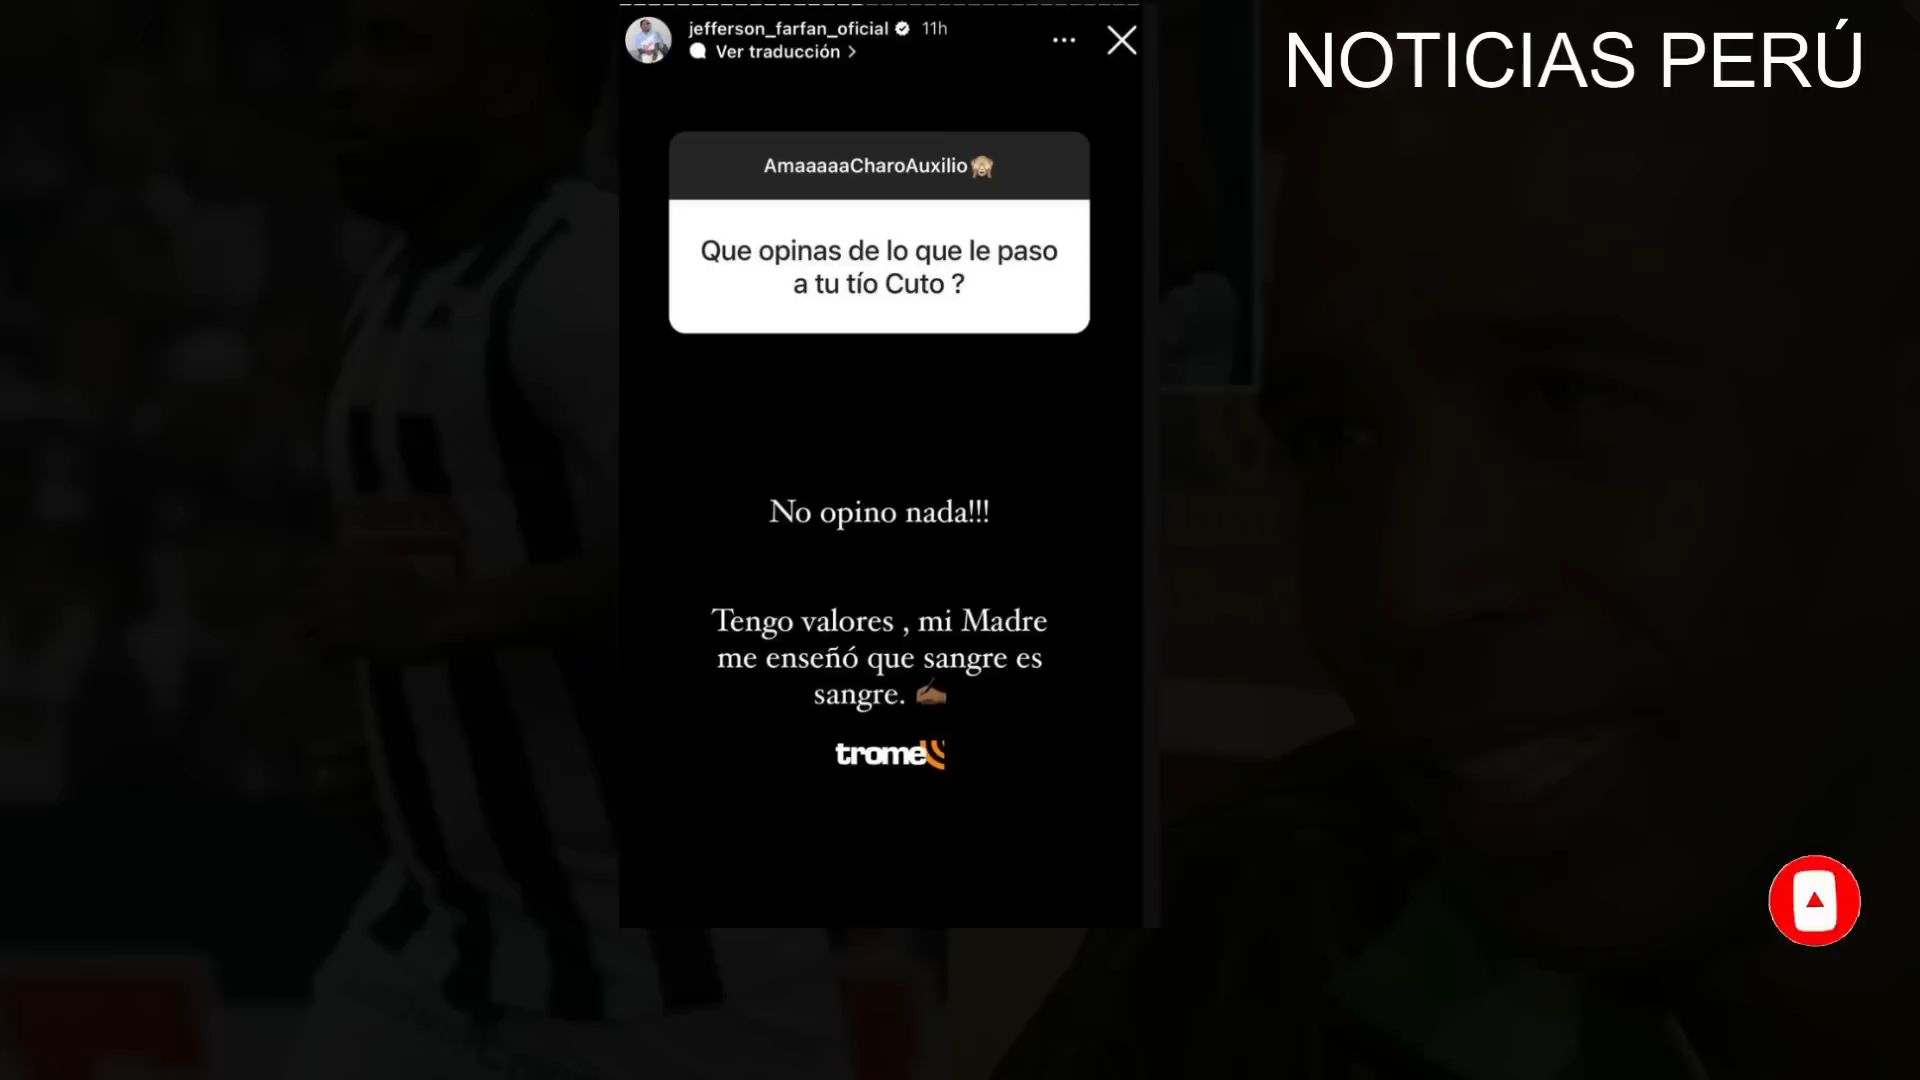 jefferson_farfan_oficial 11h
Ver traducción
NOTICIAS PERÚ
AmaaaaaCharoAuxilio🙈
Que opinas de lo que le paso
a tu tío Cuto ?
No opino nada!!!
Tengo valores , mi Madre
me enseñó que sangre es
sangre. ✍🏾
trome